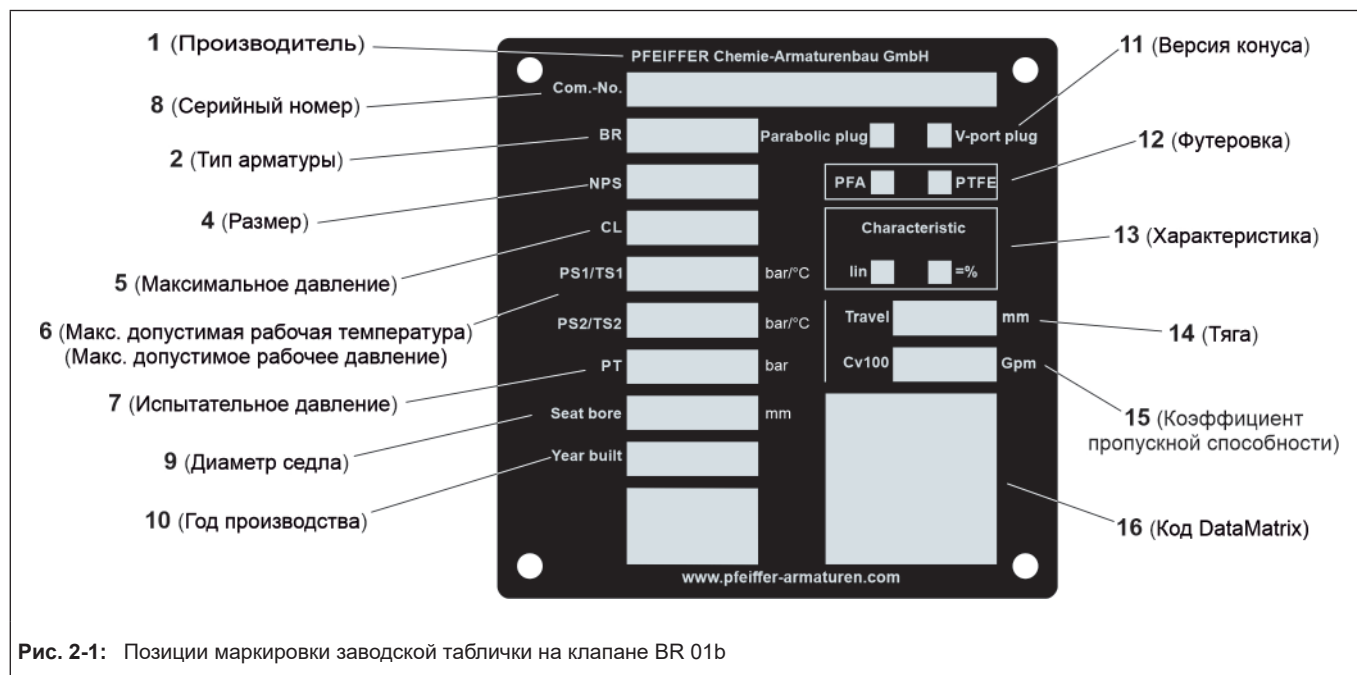 1 (Производитель)
8 (Серийный номер)
2 (Тип арматуры)
4 (Размер)
5 (Максимальное давление)
6 (Макс. допустимая рабочая температура)
(Макс. допустимое рабочее давление)
7 (Испытательное давление)
9 (Диаметр седла)
10 (Год производства)
PFEIFFER Chemie-Armaturenbau GmbH
Com.-No.
BR
Parabolic plug
V-port plug
NPS
PFA
PTFE
CL
Characteristic
PS1/TS1
bar/°C
lin
=%
PS2/TS2
bar/°C
Travel
mm
PT
bar
Cv100
Gpm
Seat bore
mm
Year built
www.pfeiffer-armaturen.com
11 (Версия конуса)
12 (Футеровка)
13 (Характеристика)
14 (Тяга)
15 (Коэффициент
пропускной способности)
16 (Код DataMatrix)
Рис. 2-1: Позиции маркировки заводской таблички на клапане BR 01b